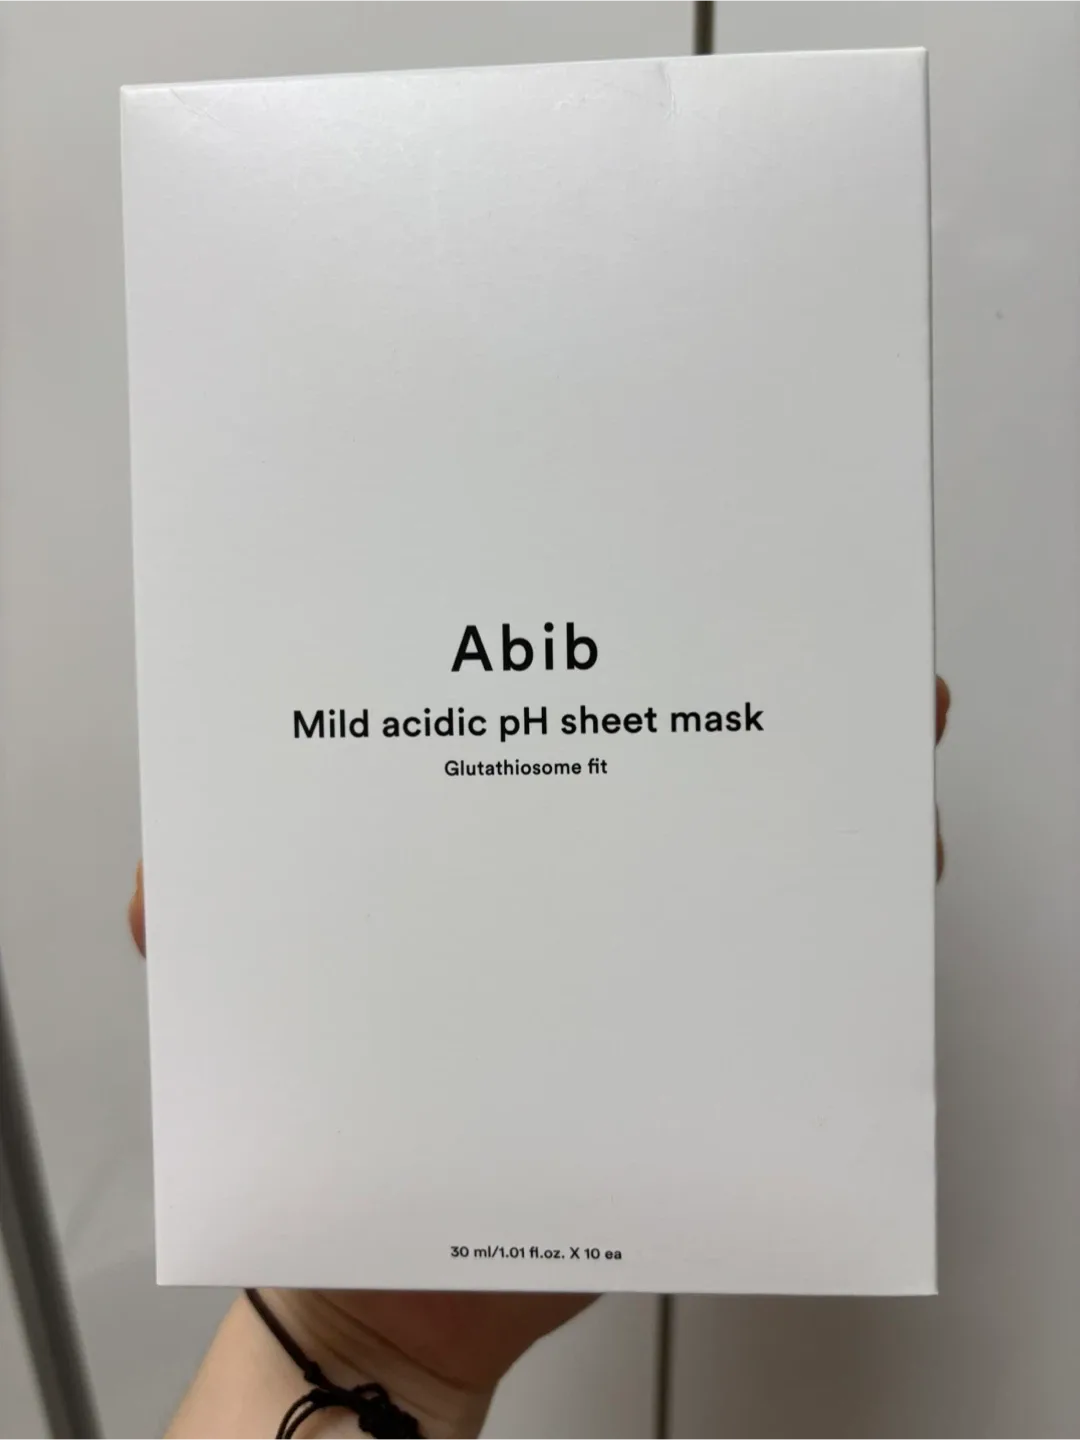 Abib
Mild acidic pH sheet mask
Glutathiosome fit
30 ml/1.01 fl.oz. X 10 ea